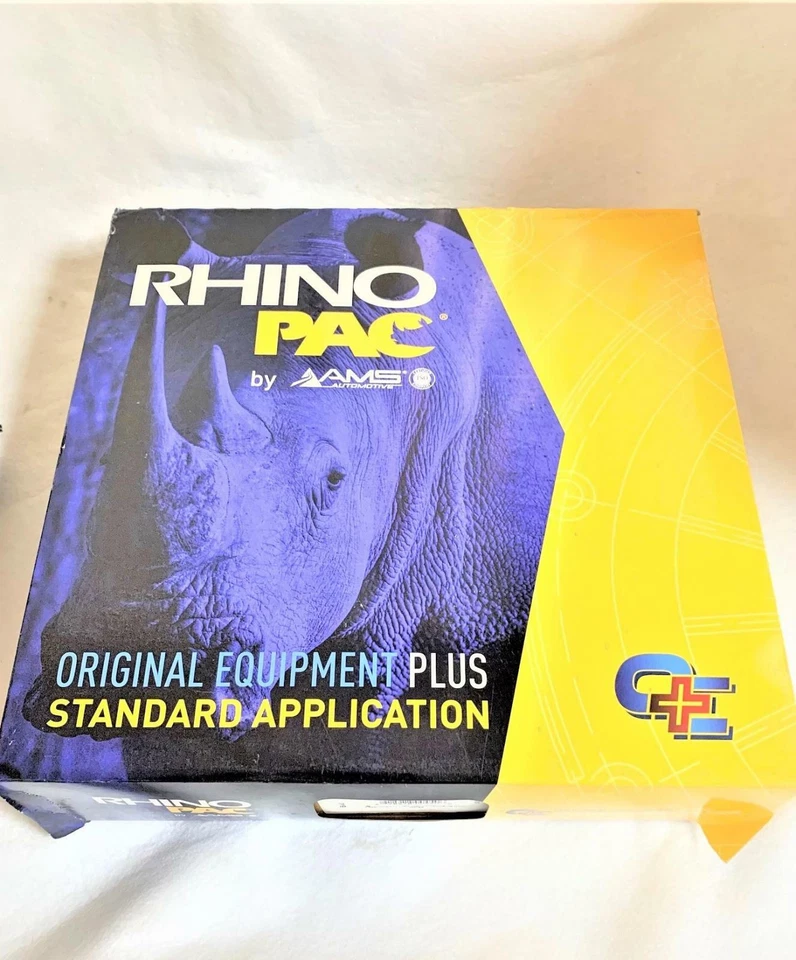 RHINO
PAC®
by AMS®
AUTOMOTIVE
ORIGINAL EQUIPMENT PLUS
STANDARD APPLICATION
O+E
RHINO
PAC